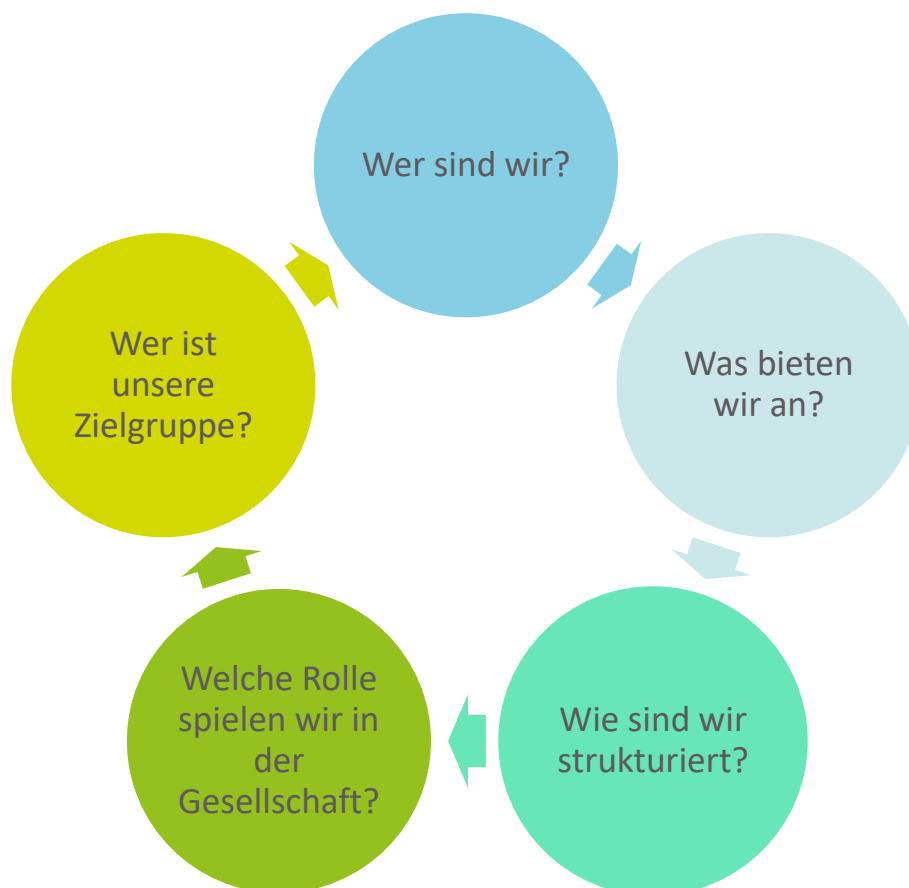 Wer sind wir?
Was bieten
wir an?
Wie sind wir
strukturiert?
Welche Rolle
spielen wir in
der
Gesellschaft?
Wer ist
unsere
Zielgruppe?